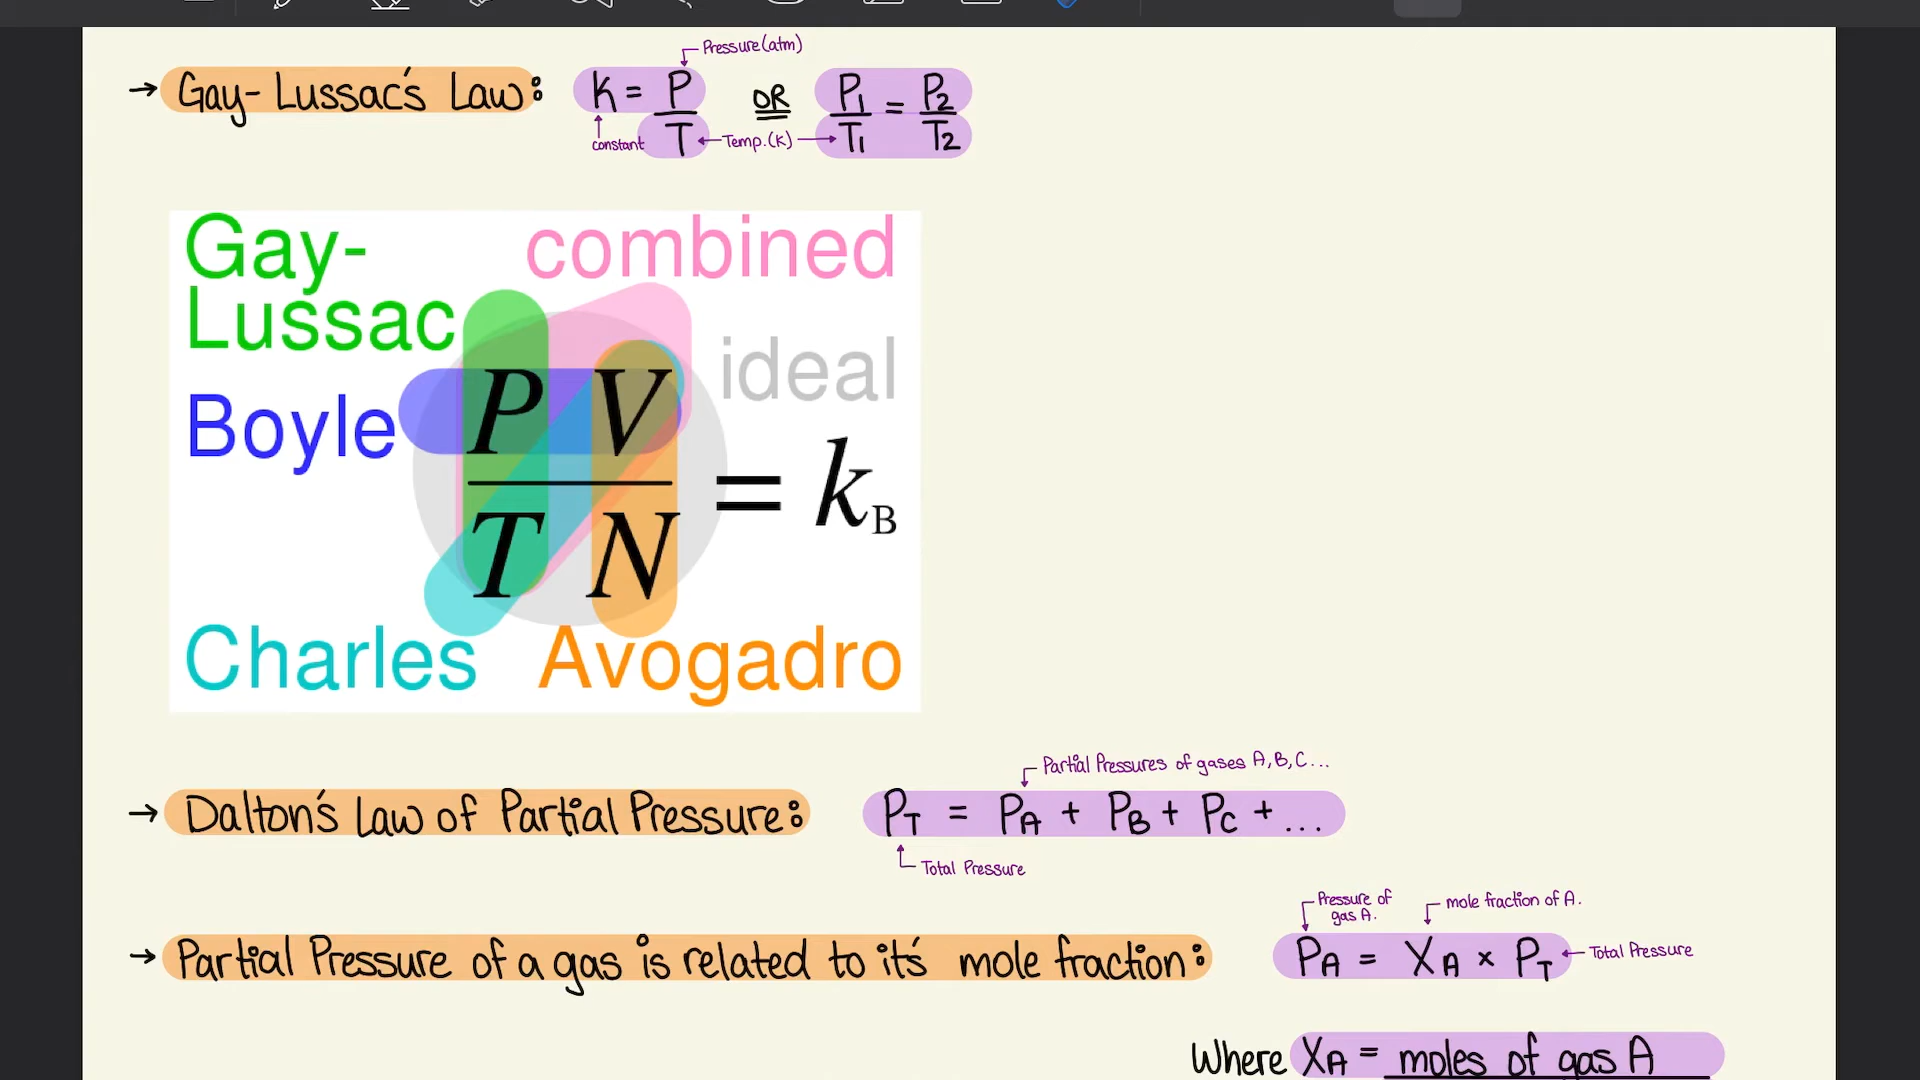 Pressure (atm)
→ Gay-Lussac's Law: K = P/T OR P₁/T₁ = P₂/T₂
constant Temp. (K)
Gay- combined
Lussac
ideal
Boyle
PV/TN = kB
Charles Avogadro
Partial Pressures of gases A, B, C ...
→ Dalton's Law of Partial Pressure: PT = PA + PB + PC + ...
Total Pressure
Pressure of gas A. mole fraction of A.
→ Partial Pressure of a gas is related to it's mole fraction: PA = XA × PT ← Total Pressure
Where XA = moles of gas A